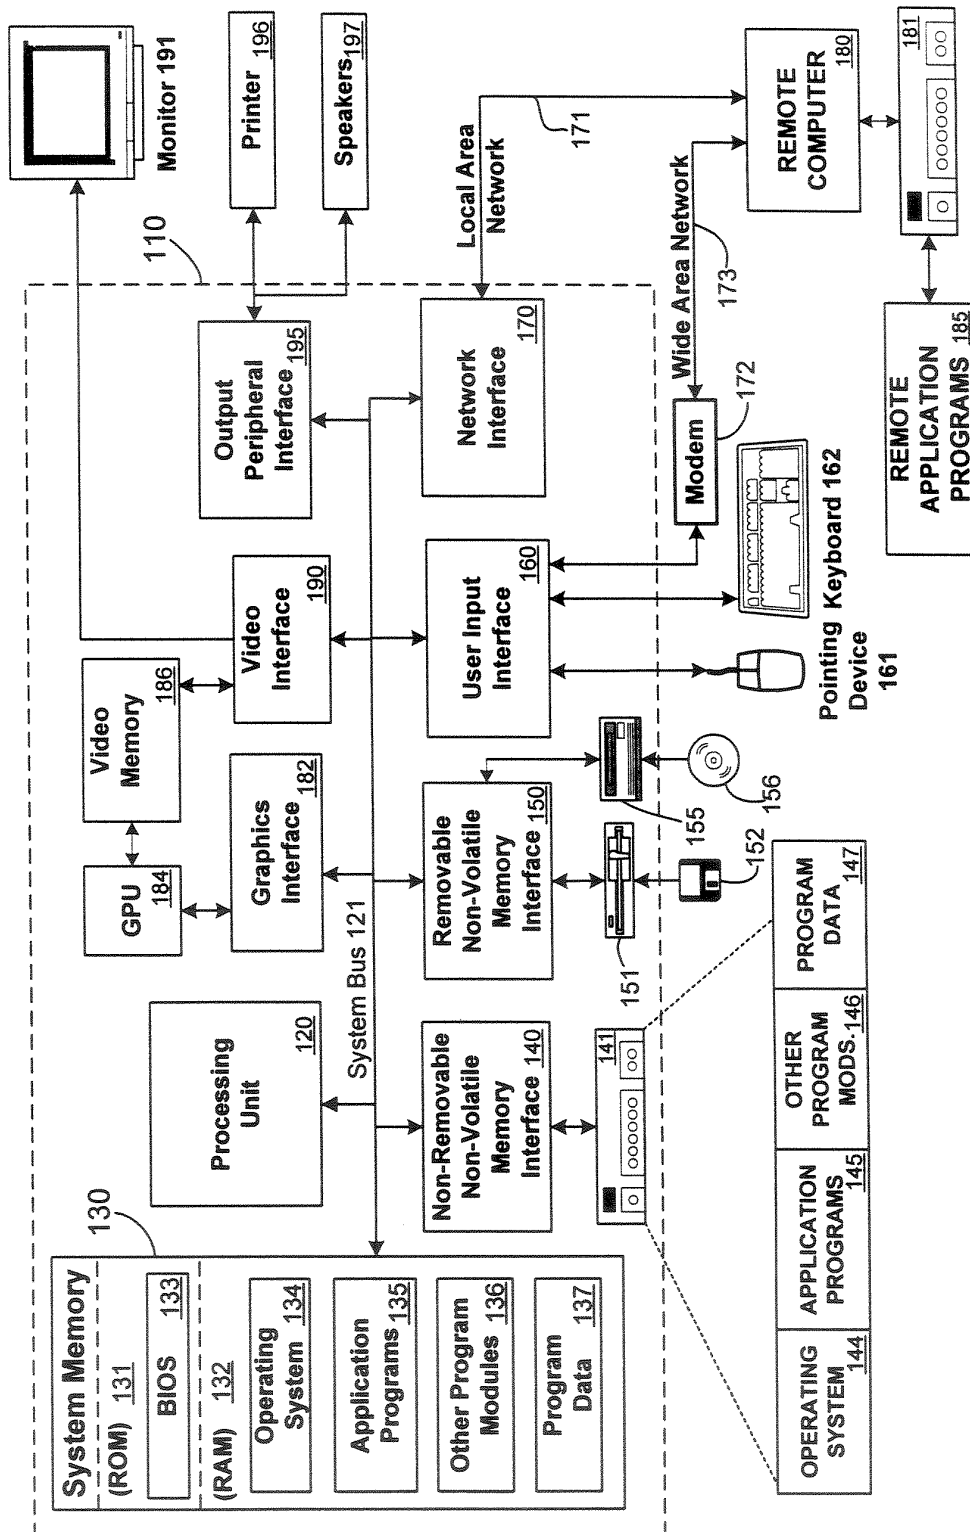 System Memory
130
(ROM) 131
BIOS 133
(RAM) 132
Operating
System 134
Application
Programs 135
Other Program
Modules 136
Program
Data 137
Processing
Unit
120
System Bus 121
GPU
184
Video
Memory
186
Graphics
Interface
182
Video
Interface
190
Output
Peripheral
Interface 195
110
Monitor 191
Printer
196
Speakers
197
Non-Removable
Non-Volatile
Memory
Interface 140
Removable
Non-Volatile
Memory
Interface 150
User Input
Interface
160
Network
Interface
170
Local Area
Network
171
Wide Area Network
173
Modem
172
141
151
152
155
156
Pointing
Device
161
Keyboard 162
REMOTE
COMPUTER
180
181
OPERATING
SYSTEM 144
APPLICATION
PROGRAMS
145
OTHER
PROGRAM
MODS. 146
PROGRAM
DATA
147
REMOTE
APPLICATION
PROGRAMS 185